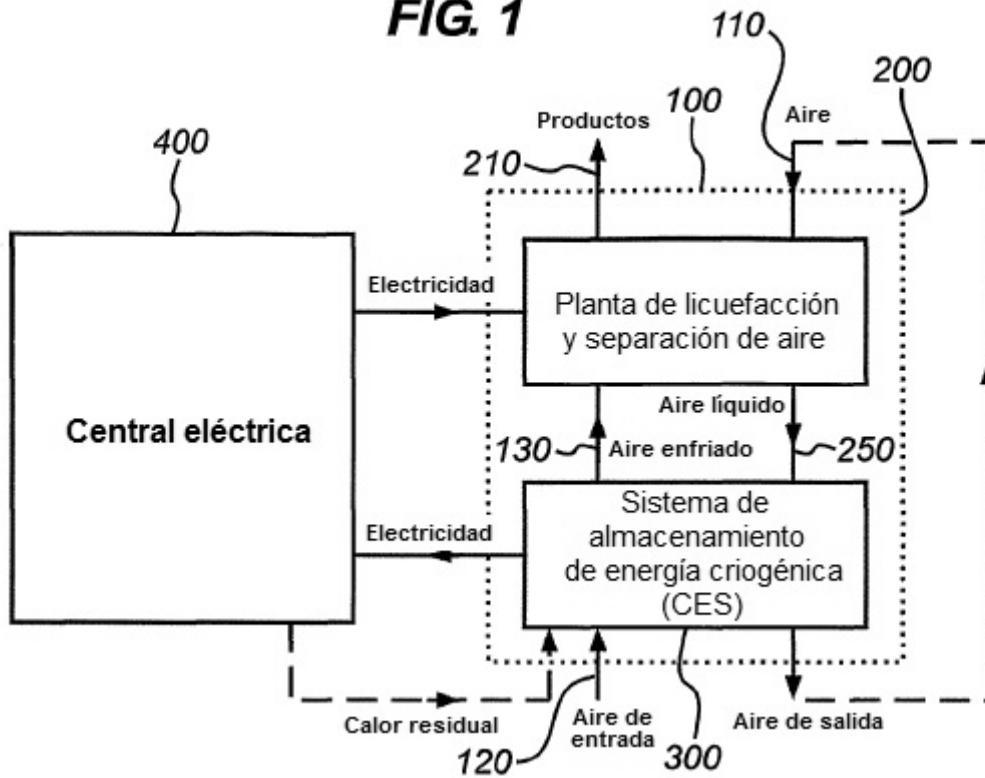 FIG. 1
110
200
100
Productos
Aire
400
210
Electricidad
Planta de licuefacción
y separación de aire
Aire líquido
Central eléctrica
130
Aire enfriado
250
Sistema de
almacenamiento
de energía criogénica
(CES)
Electricidad
Calor residual
Aire de
entrada
Aire de salida
120
300